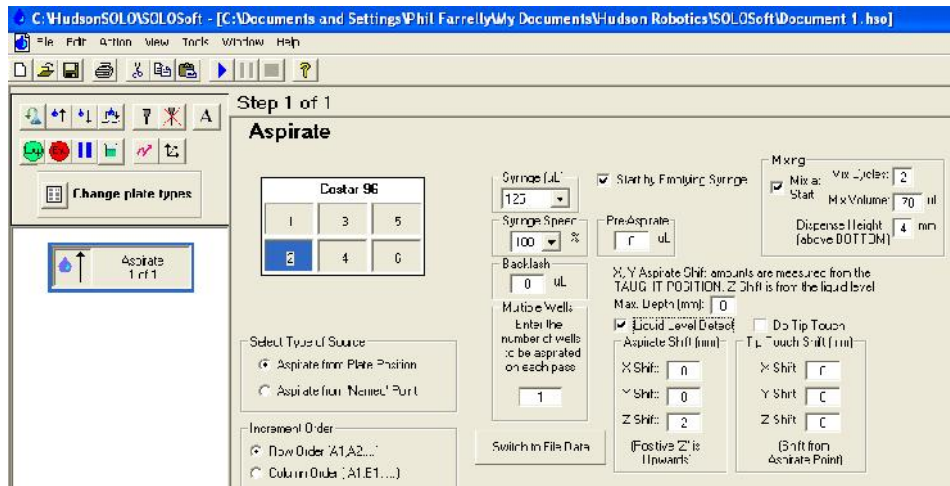 C:\HudsonSOLO\SOLOSoft - [C:\Documents and Settings\Phil Farrelly\My Documents\Hudson Robotics\SOLOSoft\Document 1.hso]
File Edit Action View Tools Window Help
Step 1 of 1
Aspirate
A
Change plate types
Aspirate
1 of 1
Costar 96
1 3 5
2 4 6
Select Type of Source
Aspirate from Plate Position
Aspirate from 'Named' Point
Increment Order
Row Order (A1,A2....)
Column Order (A1,B1.....)
Syringe (uL)
125
Syringe Speed
100 %
Backlash
0 uL
Multiple Wells
Enter the
number of wells
to be aspirated
on each pass
1
Switch to File Data
Start by Emptying Syringe
Pre-Aspirate
0 uL
Mixing
Mix at
Start
Mix Cycles: 2
Mix Volume: 70 ul
Dispense Height
(above BOTTOM) 4 mm
X,Y Aspirate Shift amounts are measured from the
TAUGHT POSITION. Z Shift is from the liquid level
Max. Depth (mm): 0
Liquid Level Detect Do Tip Touch
Aspirate Shift (mm)
X Shift: 0
Y Shift: 0
Z Shift: 2
(Postive 'Z' is
Upwards)
Tip Touch Shift (mm)
X Shift 0
Y Shift 0
Z Shift 0
(Shift from
Aspirate Point)